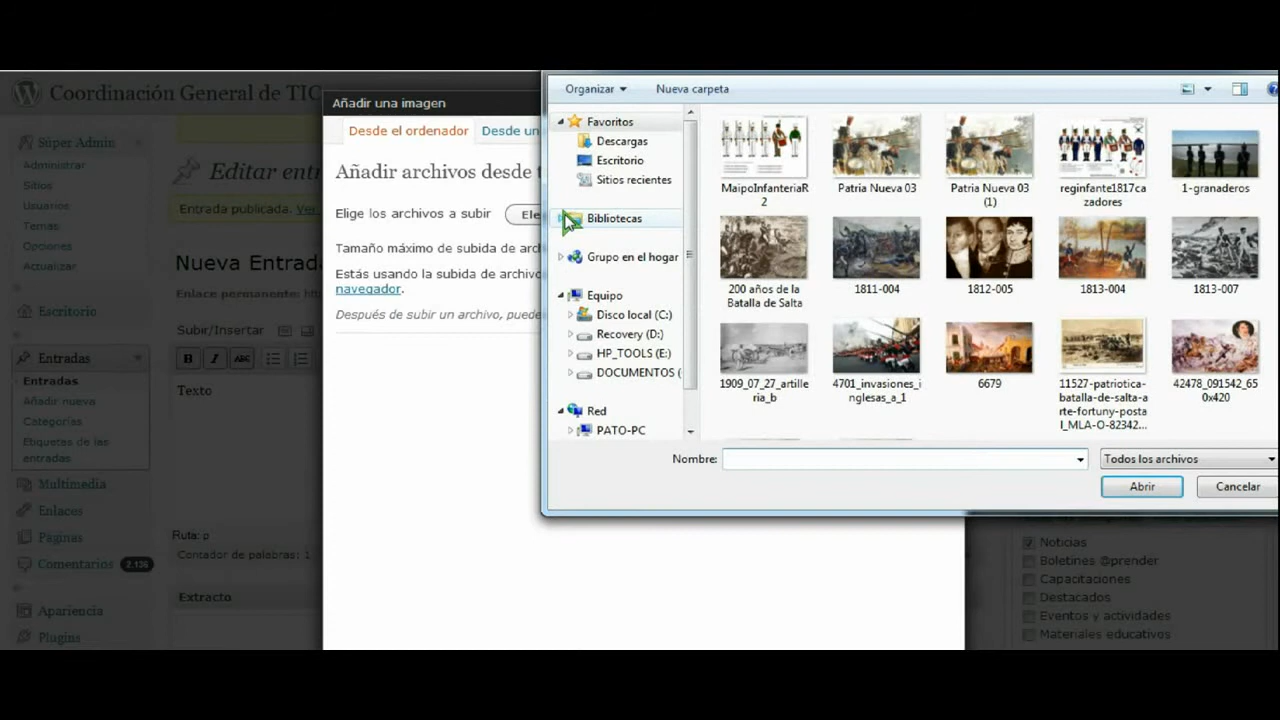 Coordinación General de TIC
Súper Admin
Administrar
Sitios
Usuarios
Temas
Opciones
Actualizar
Escritorio
Entradas
Entradas
Añadir nueva
Categorías
Etiquetas de las
entradas
Multimedia
Enlaces
Páginas
Comentarios 2.136
Apariencia
Plugins
Editar entr
Entrada publicada. Ver
Nueva Entrada
Enlace permanente:
Subir/Insertar
B I ABC
Texto
Ruta: p
Contador de palabras: 1
Extracto
Añadir una imagen
Desde el ordenador
Desde un
Añadir archivos desde t
Elige los archivos a subir
Ele
Tamaño máximo de subida de arch
Estás usando la subida de archivo
navegador.
Después de subir un archivo, puede
Organizar
Nueva carpeta
Favoritos
Descargas
Escritorio
Sitios recientes
Bibliotecas
Grupo en el hogar
Equipo
Disco local (C:)
Recovery (D:)
HP_TOOLS (E:)
DOCUMENTOS (
Red
PATO-PC
MaipoInfanteriaR
2
Patria Nueva 03
Patria Nueva 03
(1)
reginfante1817ca
zadores
1-granaderos
200 años de la
Batalla de Salta
1811-004
1812-005
1813-004
1813-007
1909_07_27_artille
ria_b
4701_invasiones_i
nglesas_a_1
6679
11527-patriotica-
batalla-de-salta-a
rte-fortuny-posta
l_MLA-O-82342...
42478_091542_65
0x420
Nombre:
Todos los archivos
Abrir
Cancelar
Noticias
Boletines @prender
Capacitaciones
Destacados
Eventos y actividades
Materiales educativos